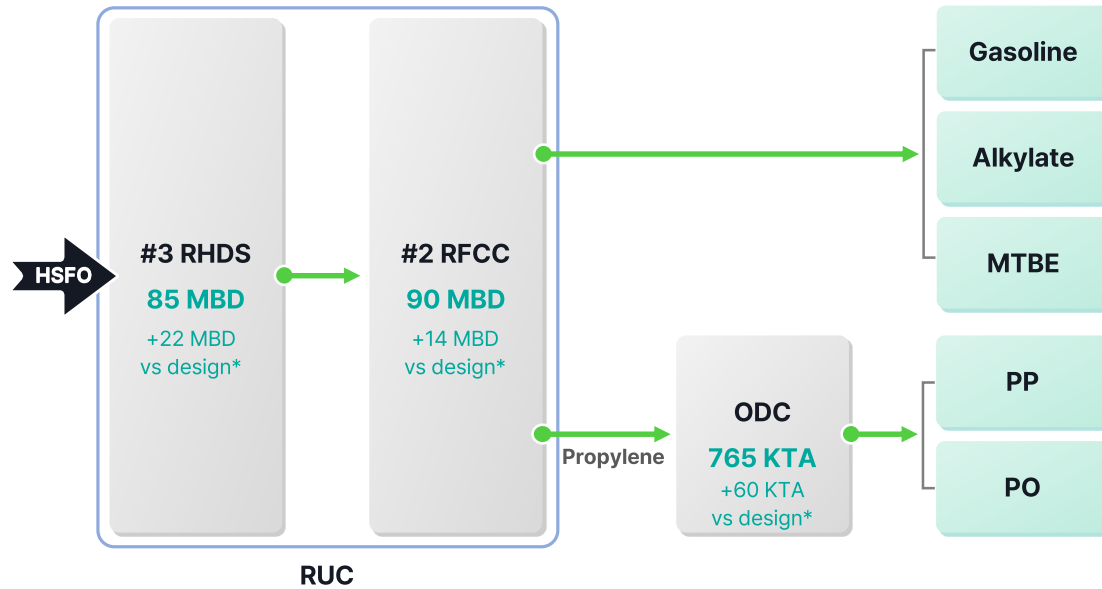 HSFO
#3 RHDS
85 MBD
+22 MBD
vs design*
#2 RFCC
90 MBD
+14 MBD
vs design*
RUC
Propylene
ODC
765 KTA
+60 KTA
vs design*
Gasoline
Alkylate
MTBE
PP
PO